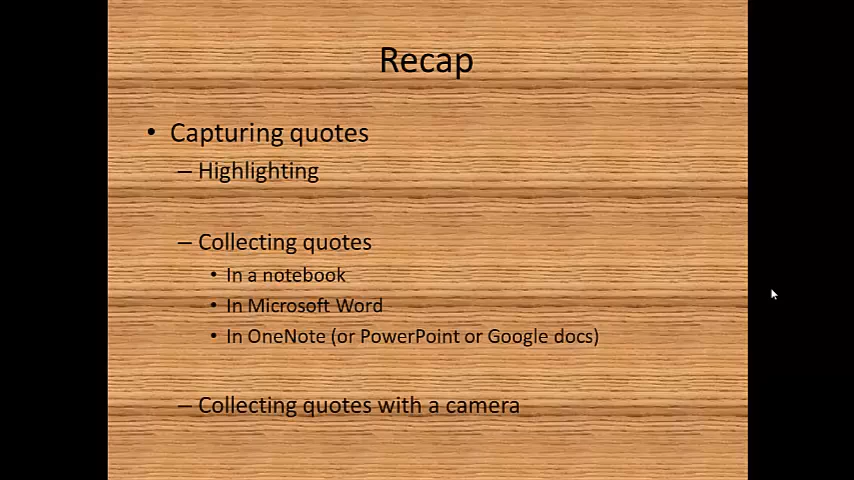 Recap
• Capturing quotes
– Highlighting
– Collecting quotes
• In a notebook
• In Microsoft Word
• In OneNote (or PowerPoint or Google docs)
– Collecting quotes with a camera